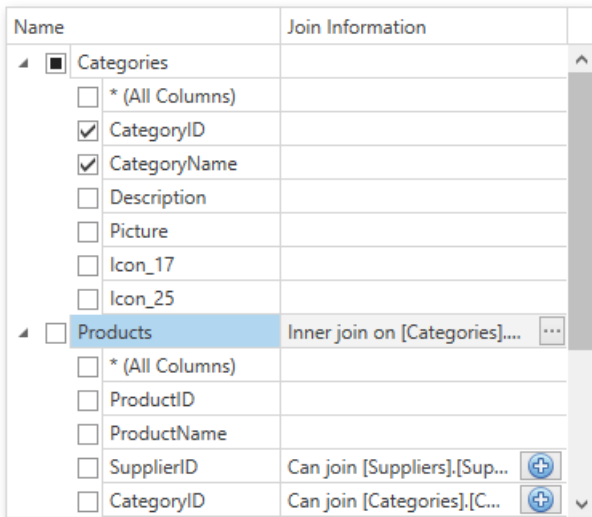 Name Join Information
Categories
* (All Columns)
CategoryID
CategoryName
Description
Picture
Icon_17
Icon_25
Products Inner join on [Categories].... ...
* (All Columns)
ProductID
ProductName
SupplierID Can join [Suppliers].[Sup...
CategoryID Can join [Categories].[C...